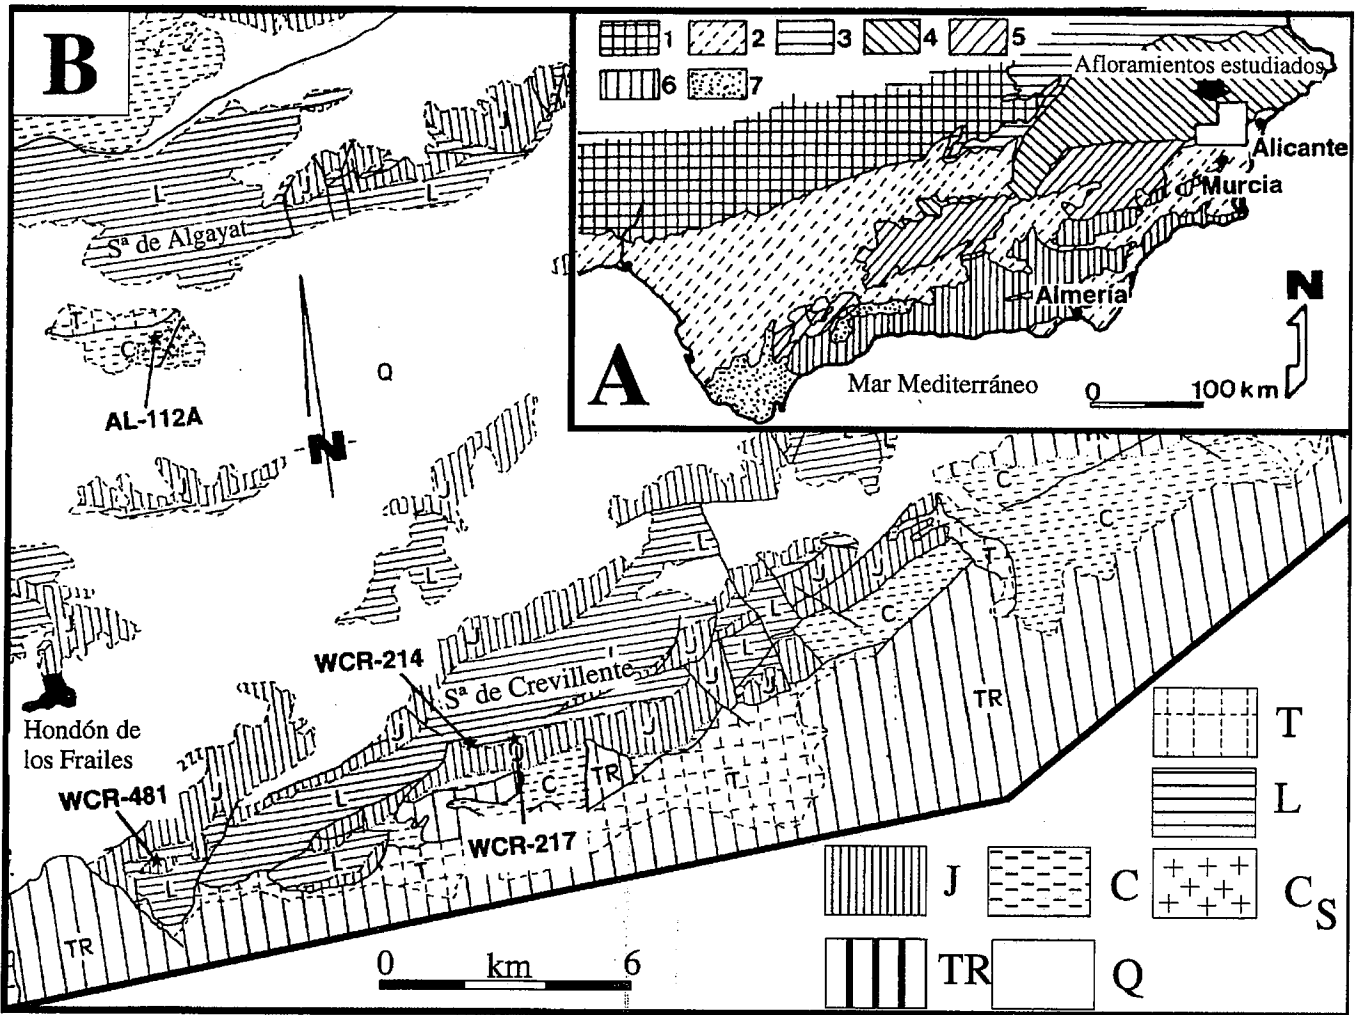 B
1 2 3 4 5
Afloramientos estudiados
6 7
Alicante
Murcia
Almería
N
A
Mar Mediterráneo
0 100 km
J
L
J
L
Sª de Algayat
T
C
Q
AL-112A
N
J
J
L
L
C
C
L
J
J
T
L
C
J
WCR-214
J
L
J
Sª de Crevillente
J
J
TR
J
J
Hondón de
los Frailes
TR
C
T
J
L
WCR-481
WCR-217
L
T
L
TR
T
L
J C C S
TR Q
0 km 6